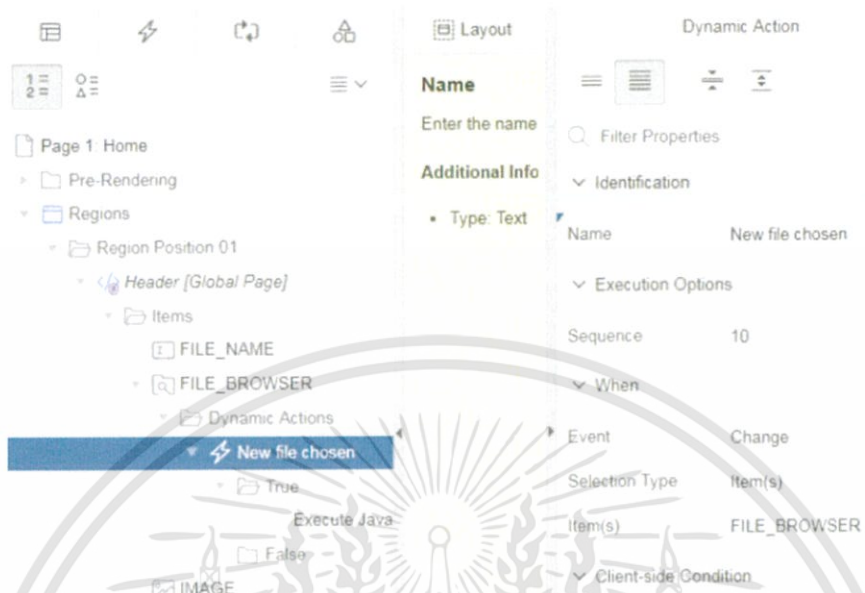 Page 1: Home
Pre-Rendering
Regions
Region Position 01
Header [Global Page]
Items
FILE_NAME
FILE_BROWSER
Dynamic Actions
New file chosen
True
Execute Java
False
IMAGE
Layout
Name
Enter the name
Additional Info
• Type: Text
Dynamic Action
Filter Properties
Identification
Name New file chosen
Execution Options
Sequence 10
When
Event Change
Selection Type Item(s)
Item(s) FILE_BROWSER
Client-side Condition